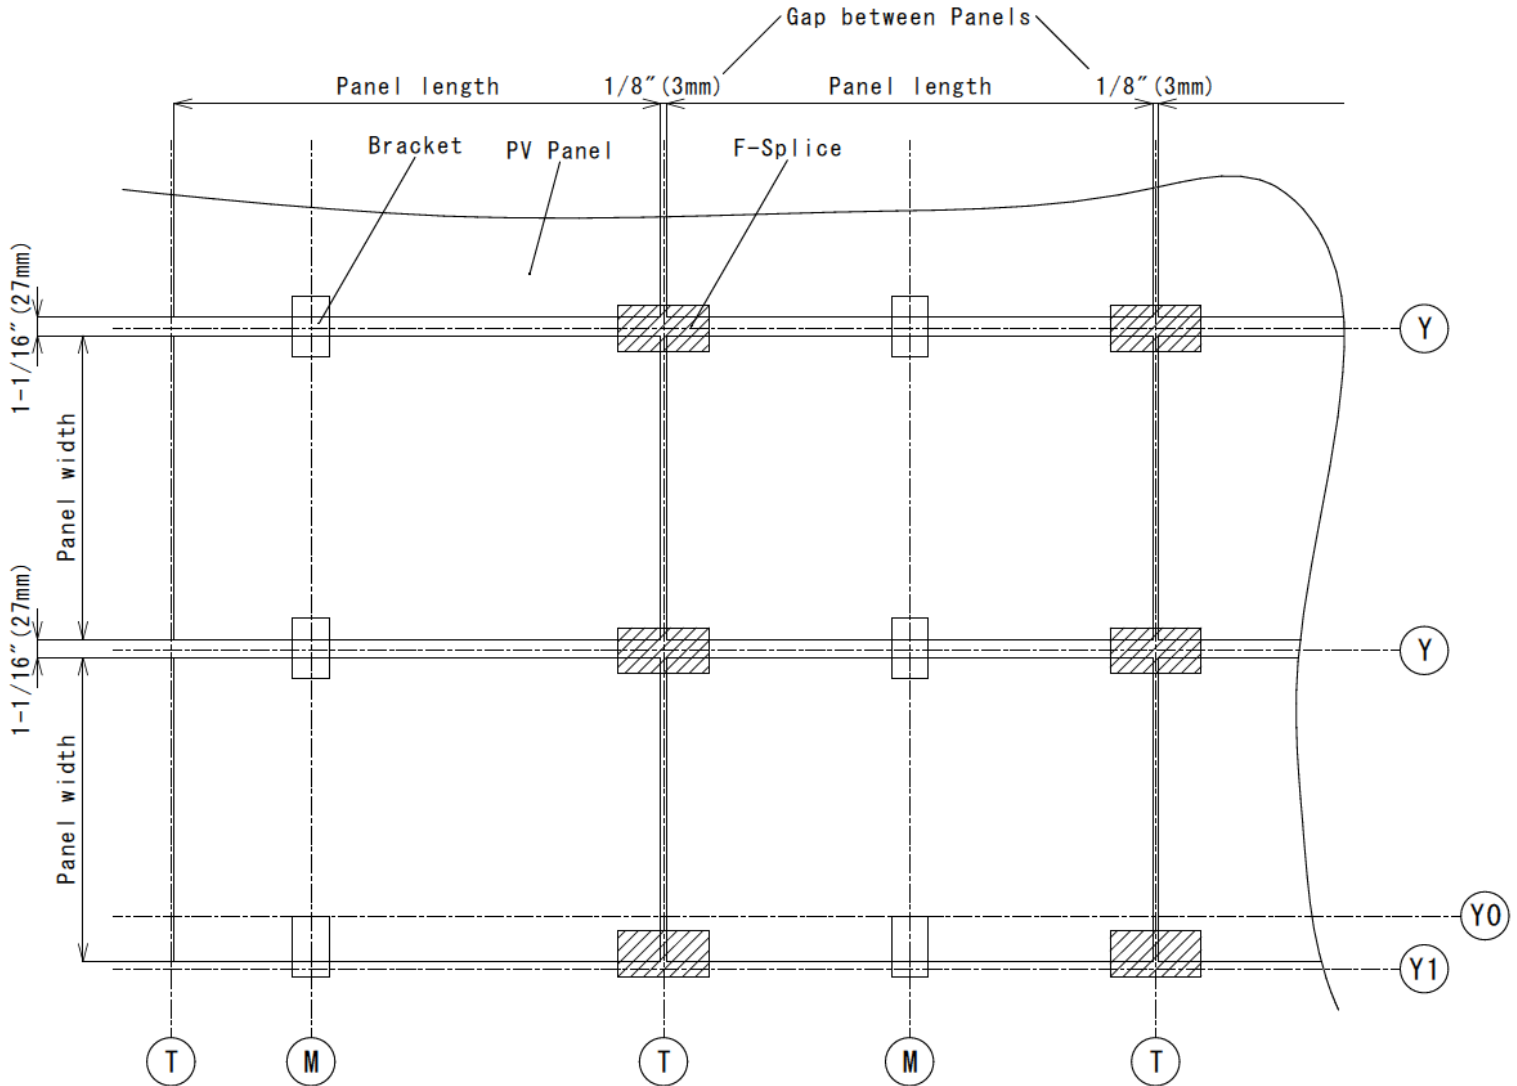 Gap between Panels
Panel length
1/8"(3mm)
Panel length
1/8"(3mm)
Bracket
PV Panel
F-Splice
1-1/16"(27mm)
Y
Panel width
1-1/16"(27mm)
Y
Panel width
Y0
Y1
T
M
T
M
T